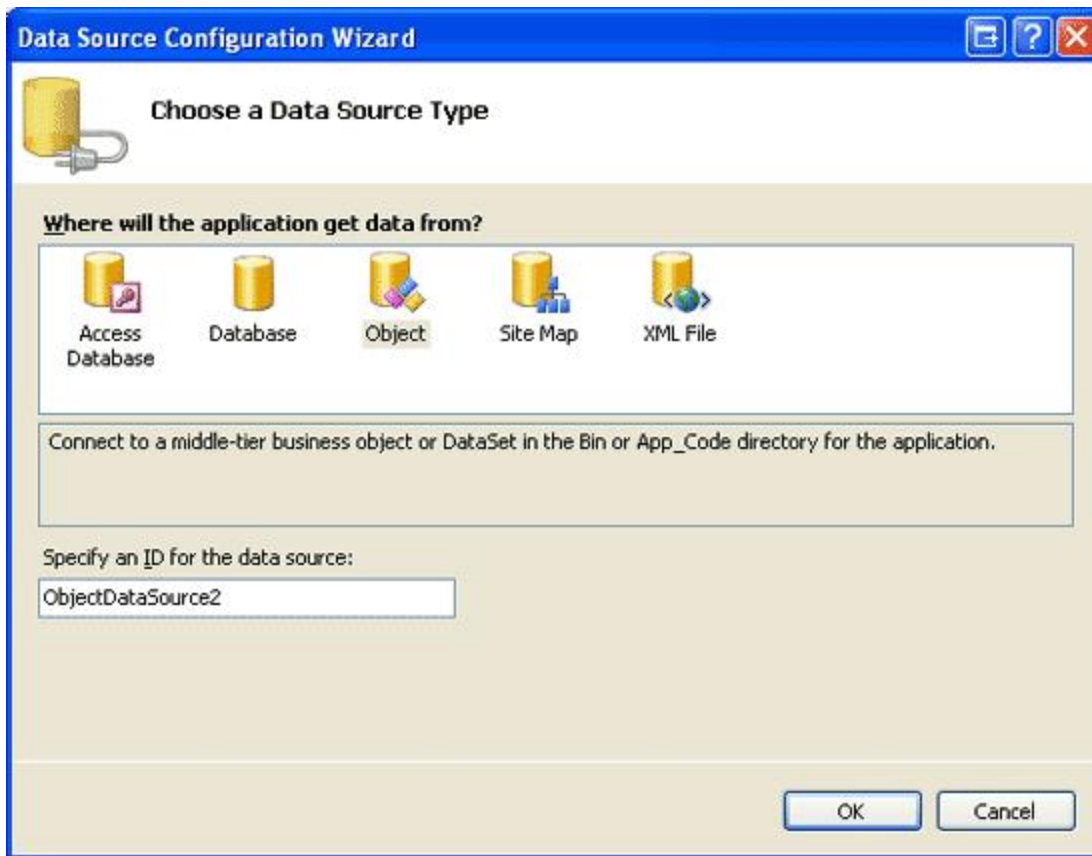 Data Source Configuration Wizard
Choose a Data Source Type
Where will the application get data from?
Access Database
Database
Object
Site Map
XML File
Connect to a middle-tier business object or DataSet in the Bin or App_Code directory for the application.
Specify an ID for the data source:
ObjectDataSource2
OK
Cancel